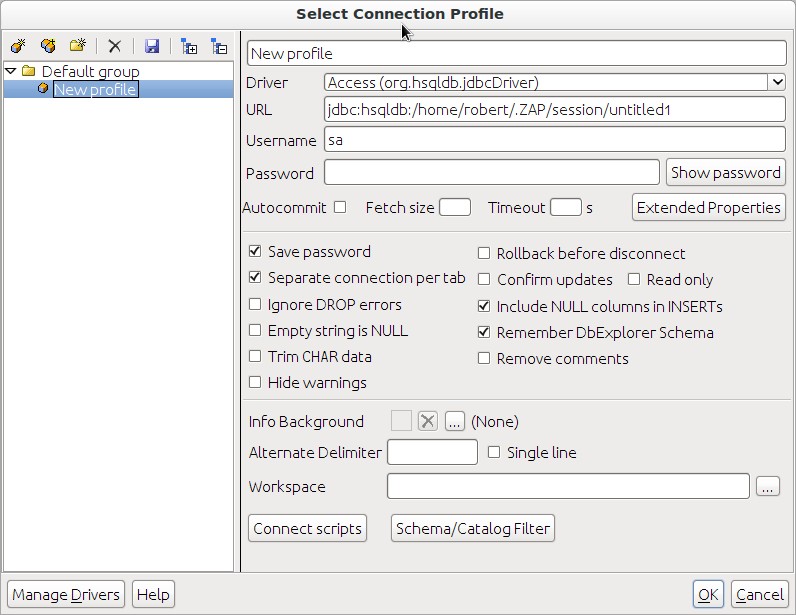 Select Connection Profile
Default group
New profile
New profile
Driver Access (org.hsqldb.jdbcDriver)
URL jdbc:hsqldb:/home/robert/.ZAP/session/untitled1
Username sa
Password Show password
Autocommit Fetch size Timeout s Extended Properties
Save password Rollback before disconnect
Separate connection per tab Confirm updates Read only
Ignore DROP errors Include NULL columns in INSERTs
Empty string is NULL Remember DbExplorer Schema
Trim CHAR data Remove comments
Hide warnings
Info Background ... (None)
Alternate Delimiter Single line
Workspace ...
Connect scripts Schema/Catalog Filter
Manage Drivers Help OK Cancel